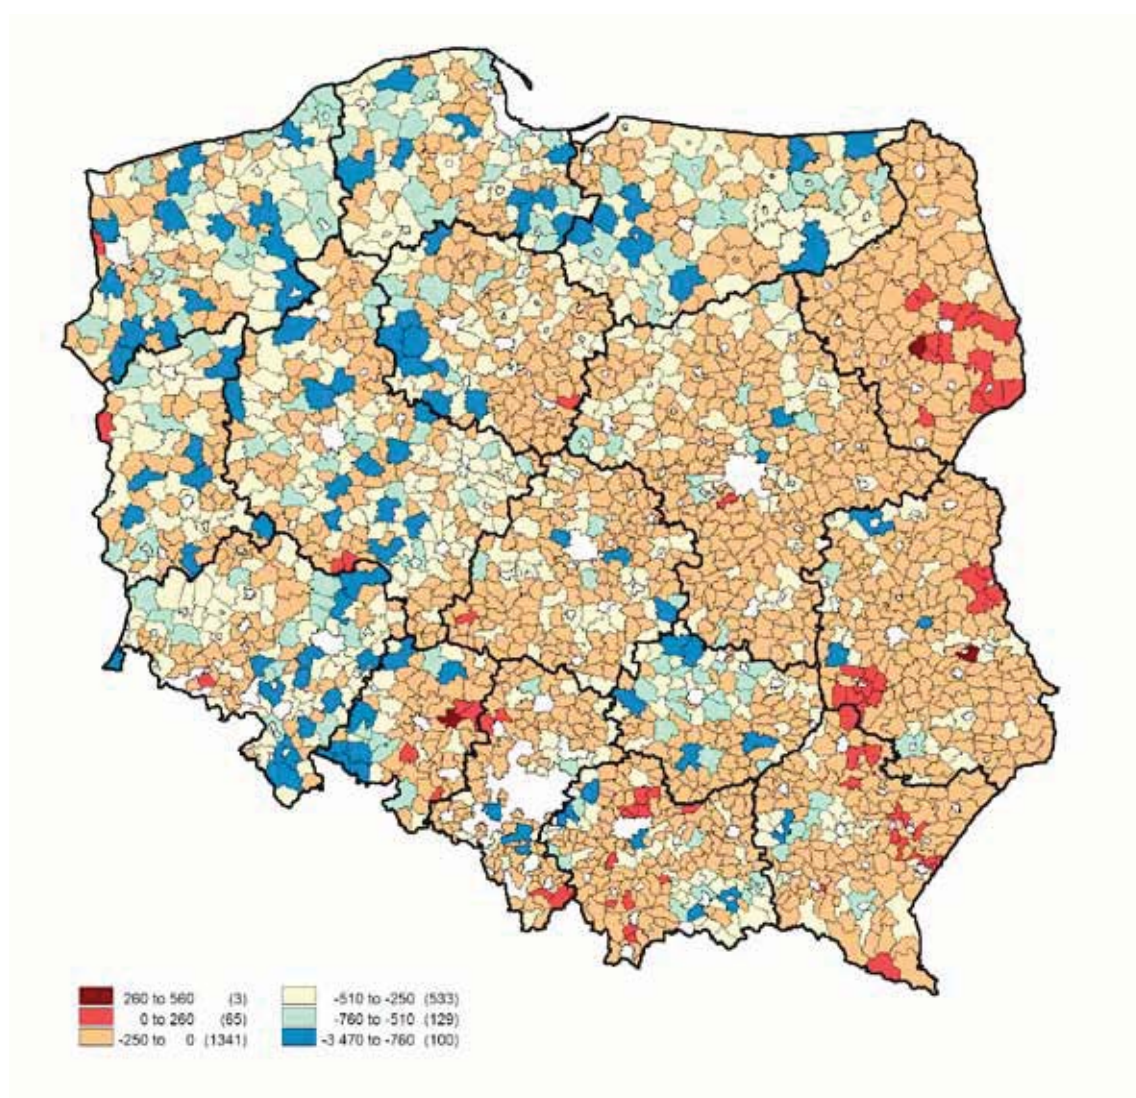 260 to 560 (3)
0 to 260 (65)
-250 to 0 (1341)
-510 to -250 (533)
-760 to -510 (129)
-3 470 to -760 (100)